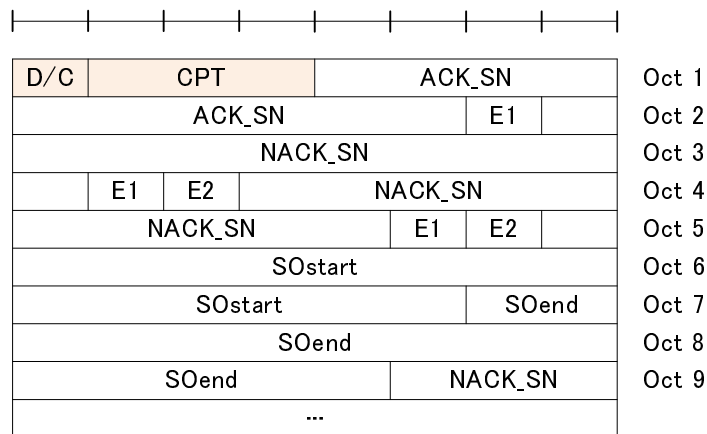 D/C CPT ACK_SN Oct 1
ACK_SN E1 Oct 2
NACK_SN Oct 3
E1 E2 NACK_SN Oct 4
NACK_SN E1 E2 Oct 5
SOstart Oct 6
SOstart SOend Oct 7
SOend Oct 8
SOend NACK_SN Oct 9
...